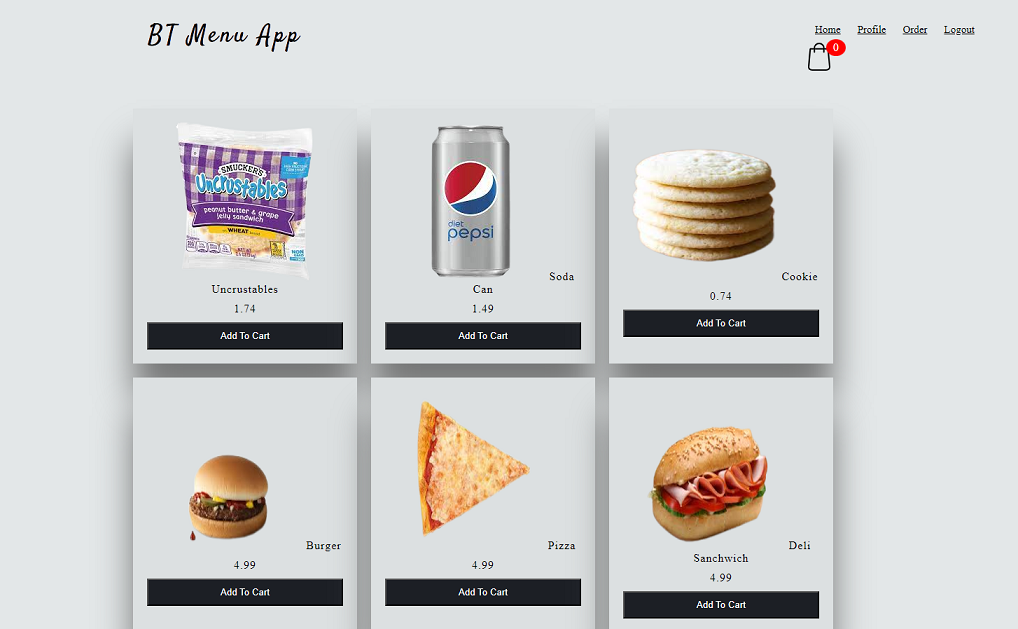 BT Menu App
Home Profile Order Logout
0
SMUCKER'S
Uncrustables
peanut butter & grape
jelly sandwich
WHEAT
diet
pepsi
Uncrustables
1.74
Add To Cart
Soda
Can
1.49
Add To Cart
Cookie
0.74
Add To Cart
Burger
4.99
Add To Cart
Pizza
4.99
Add To Cart
Deli
Sanchwich
4.99
Add To Cart